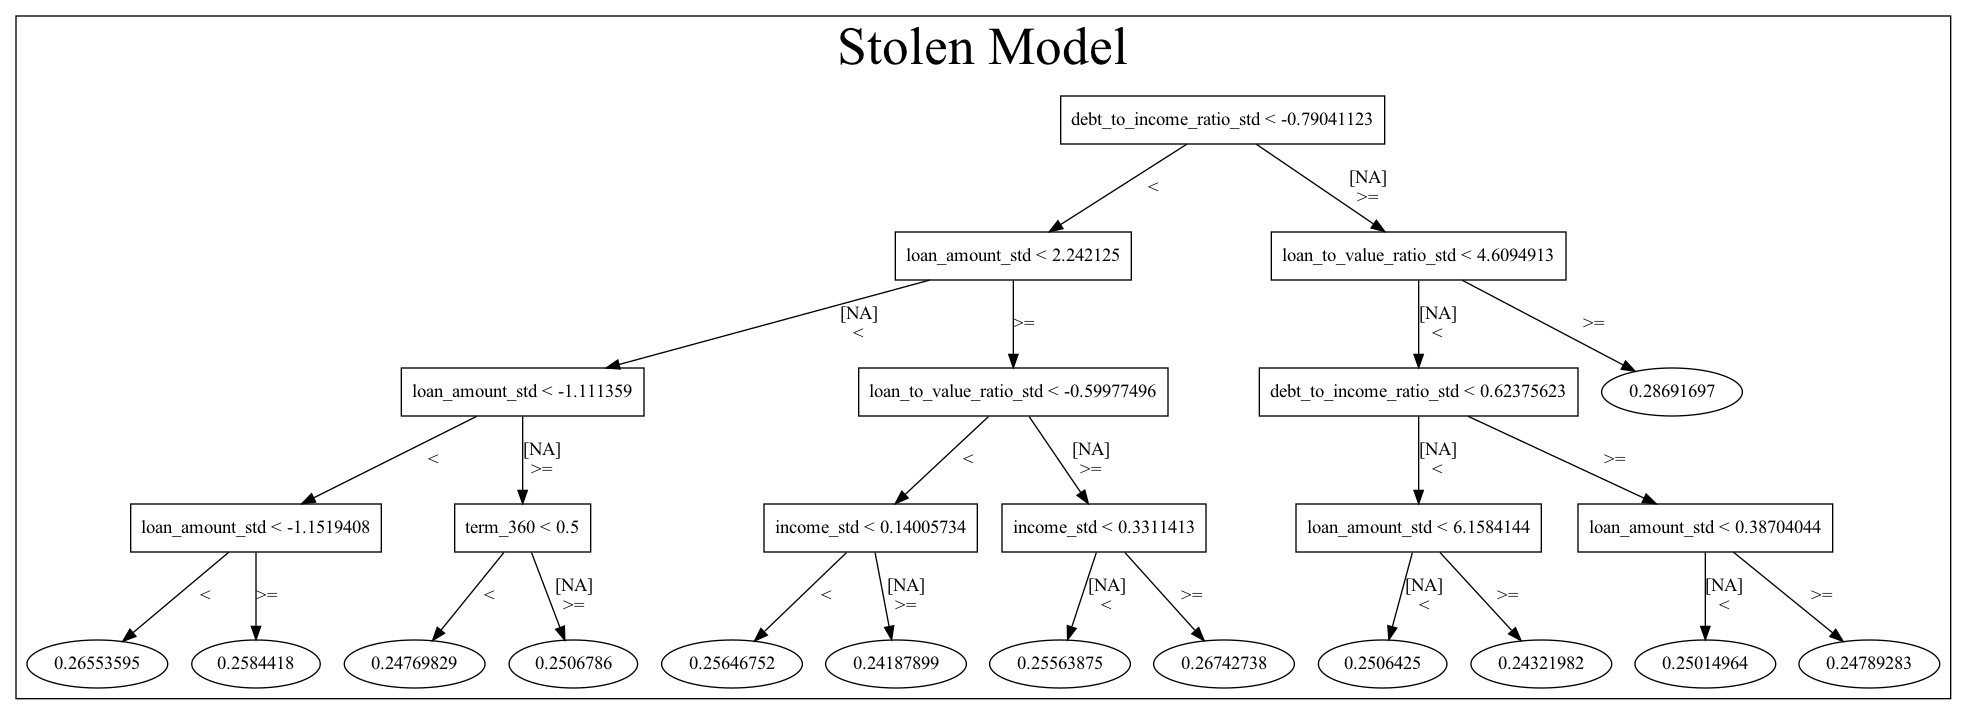 Stolen Model
debt_to_income_ratio_std < -0.79041123
<
[NA]
>=
loan_amount_std < 2.242125
loan_to_value_ratio_std < 4.6094913
[NA]
<
>=
[NA]
<
>=
loan_amount_std < -1.111359
loan_to_value_ratio_std < -0.59977496
debt_to_income_ratio_std < 0.62375623
0.28691697
<
[NA]
>=
<
[NA]
>=
[NA]
<
>=
loan_amount_std < -1.1519408
term_360 < 0.5
income_std < 0.14005734
income_std < 0.3311413
loan_amount_std < 6.1584144
loan_amount_std < 0.38704044
<
>=
<
[NA]
>=
<
[NA]
>=
[NA]
<
>=
[NA]
<
>=
[NA]
<
>=
0.26553595
0.2584418
0.24769829
0.2506786
0.25646752
0.24187899
0.25563875
0.26742738
0.2506425
0.24321982
0.25014964
0.24789283